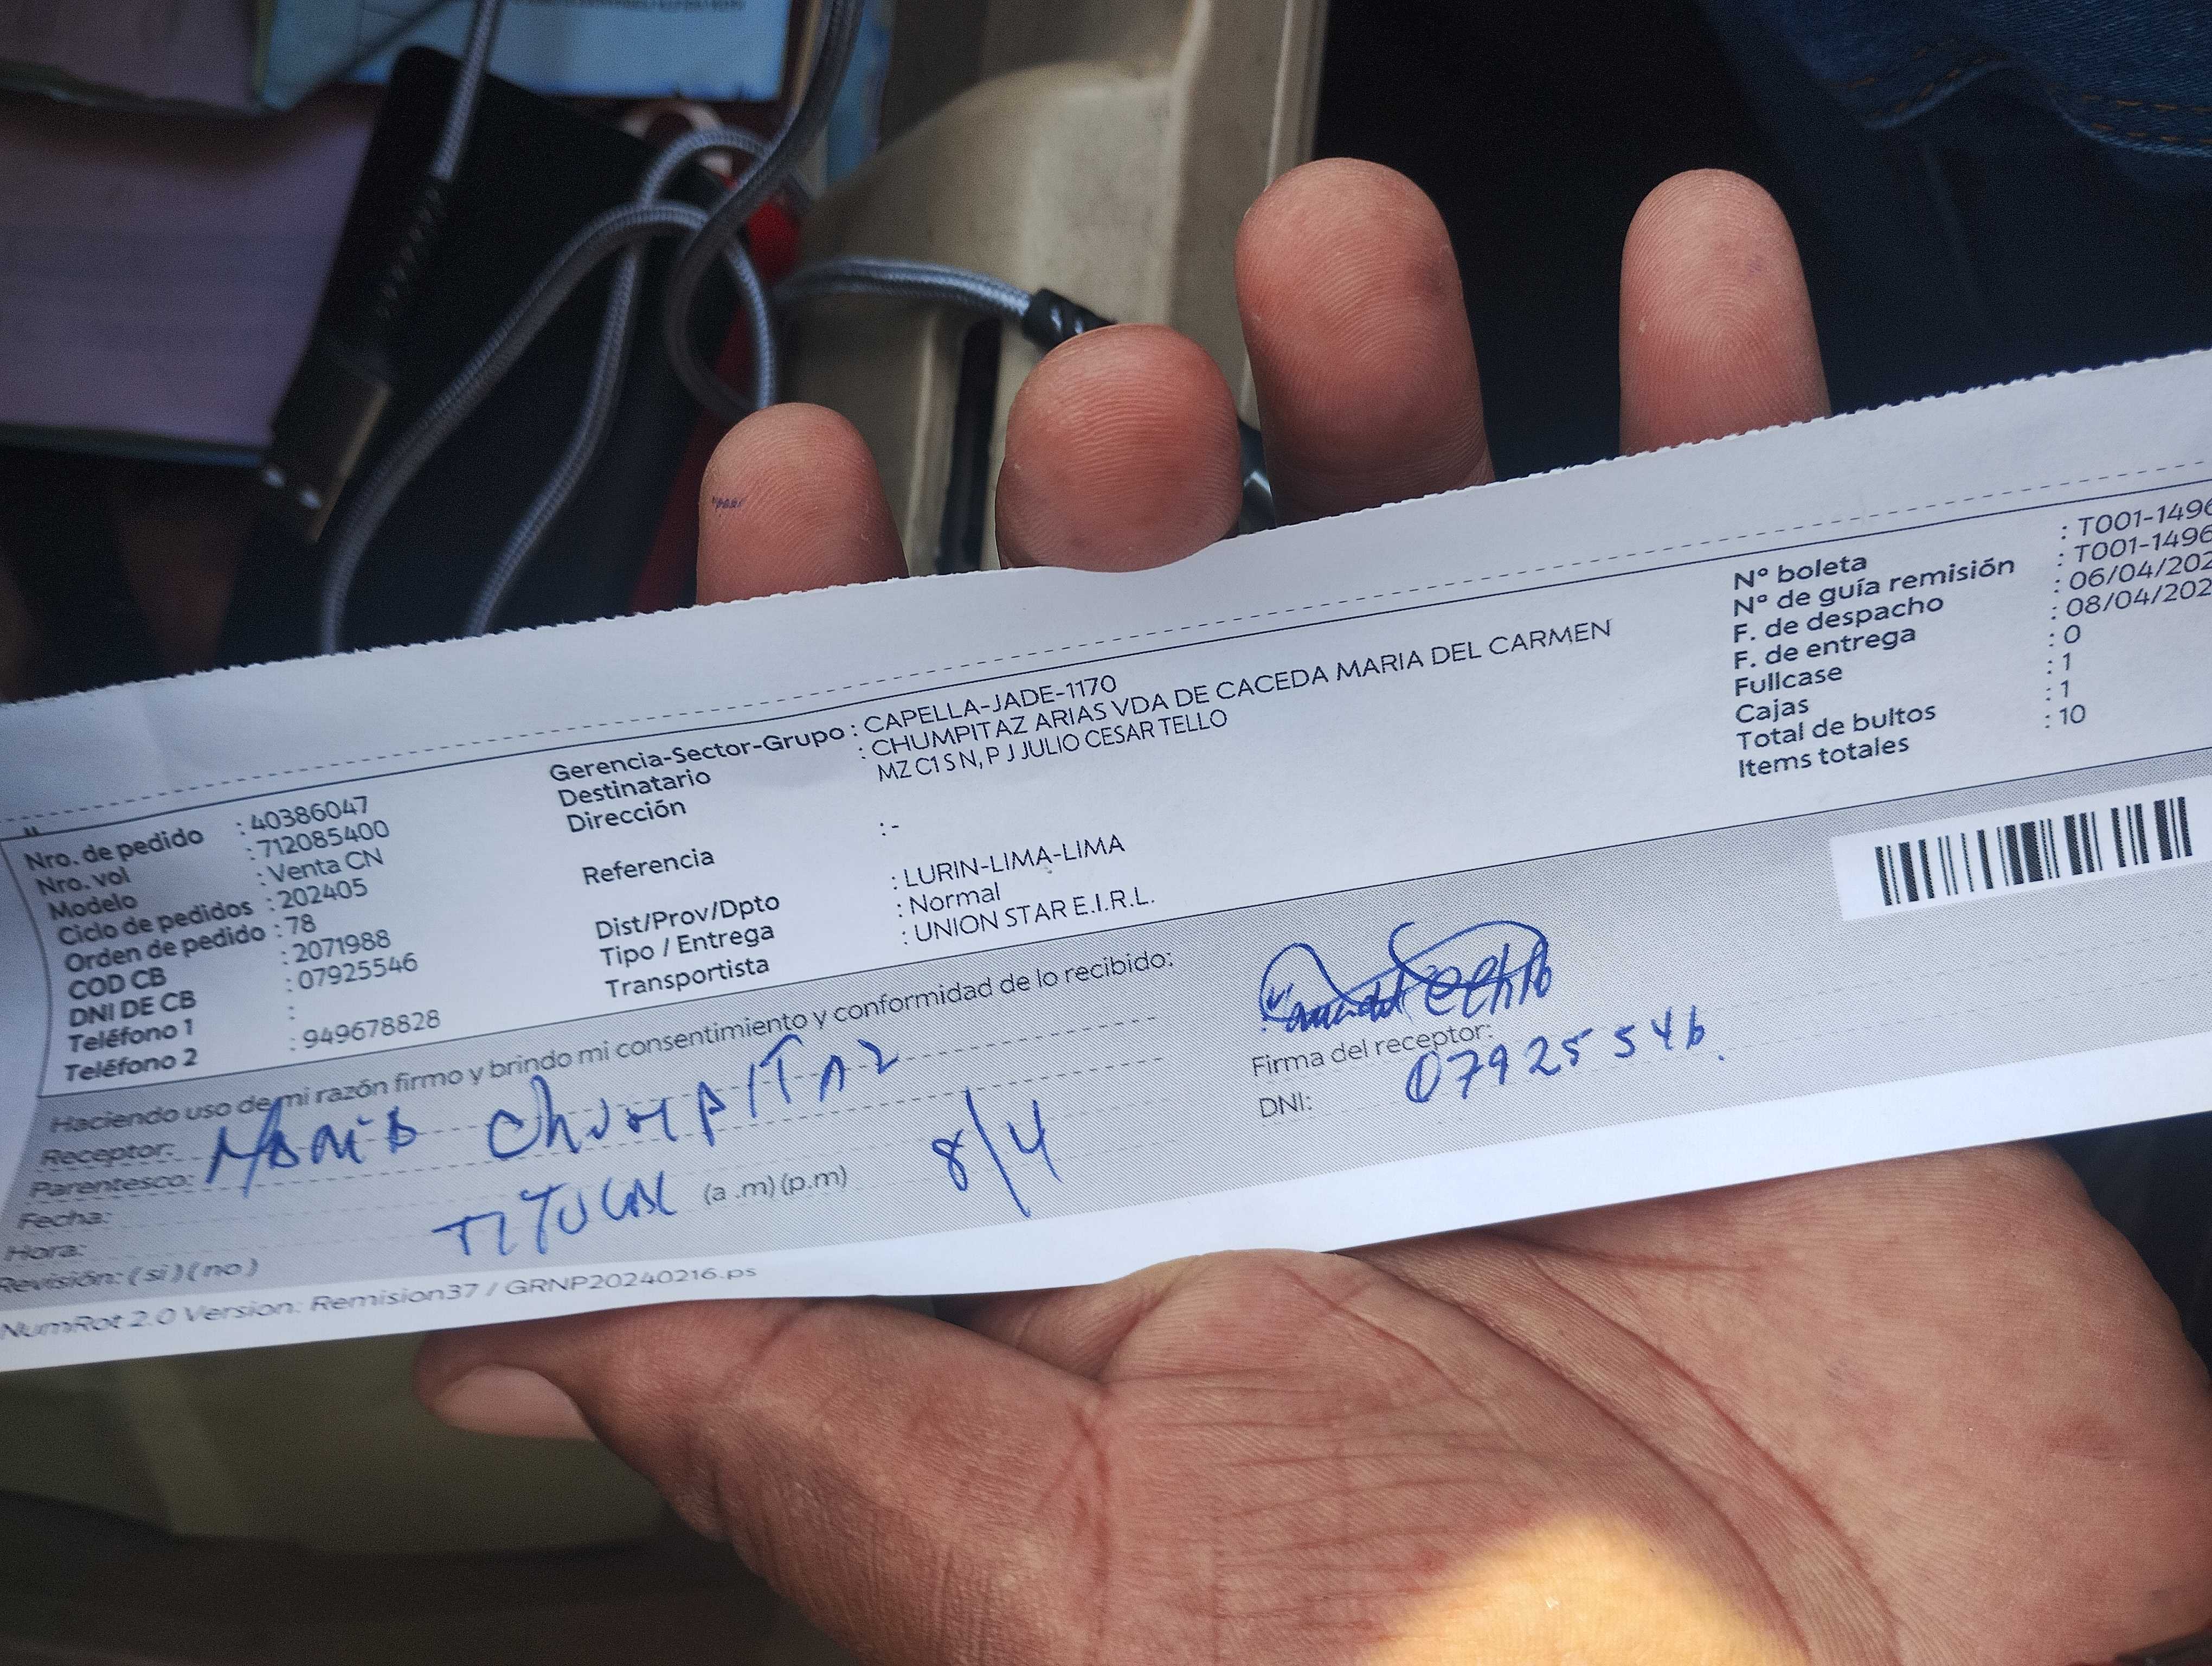 Nro. de pedido : 40386047
Nro. vol : 712085400
Modelo : Venta CN
Ciclo de pedidos : 202405
Orden de pedido : 78
COD CB : 2071988
DNI DE CB : 07925546
Teléfono 1 :
Teléfono 2 : 949678828
Gerencia-Sector-Grupo : CAPELLA-JADE-1170
Destinatario : CHUMPITAZ ARIAS VDA DE CACEDA MARIA DEL CARMEN
Dirección MZ C1 S N, P J JULIO CESAR TELLO
Referencia : -
Dist/Prov/Dpto : LURIN-LIMA-LIMA
Tipo / Entrega : Normal
Transportista : UNION STAR E.I.R.L.
N° boleta : T001-1496
N° de guía remisión : T001-1496
F. de despacho : 06/04/202
F. de entrega : 08/04/202
Fullcase : 0
Cajas : 1
Total de bultos : 1
Items totales : 10
Haciendo uso de mi razón firmo y brindo mi consentimiento y conformidad de lo recibido:
Receptor: Maria Chumpitaz
Parentesco:
Fecha:
Hora: TITULAR (a .m) (p.m) 8/4
Revisión: ( si ) ( no )
Firma del receptor:
DNI: 07925546.
NumRot 2.0 Version: Remision37 / GRNP20240216.ps